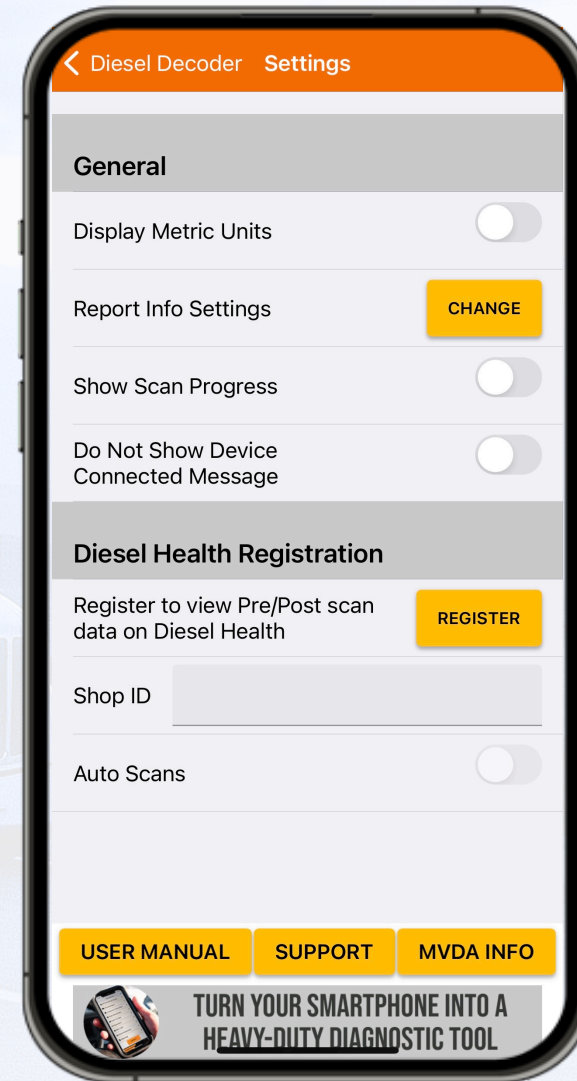 Diesel Decoder Settings
General
Display Metric Units
Report Info Settings
CHANGE
Show Scan Progress
Do Not Show Device
Connected Message
Diesel Health Registration
Register to view Pre/Post scan
data on Diesel Health
REGISTER
Shop ID
Auto Scans
USER MANUAL
SUPPORT
MVDA INFO
TURN YOUR SMARTPHONE INTO A
HEAVY-DUTY DIAGNOSTIC TOOL